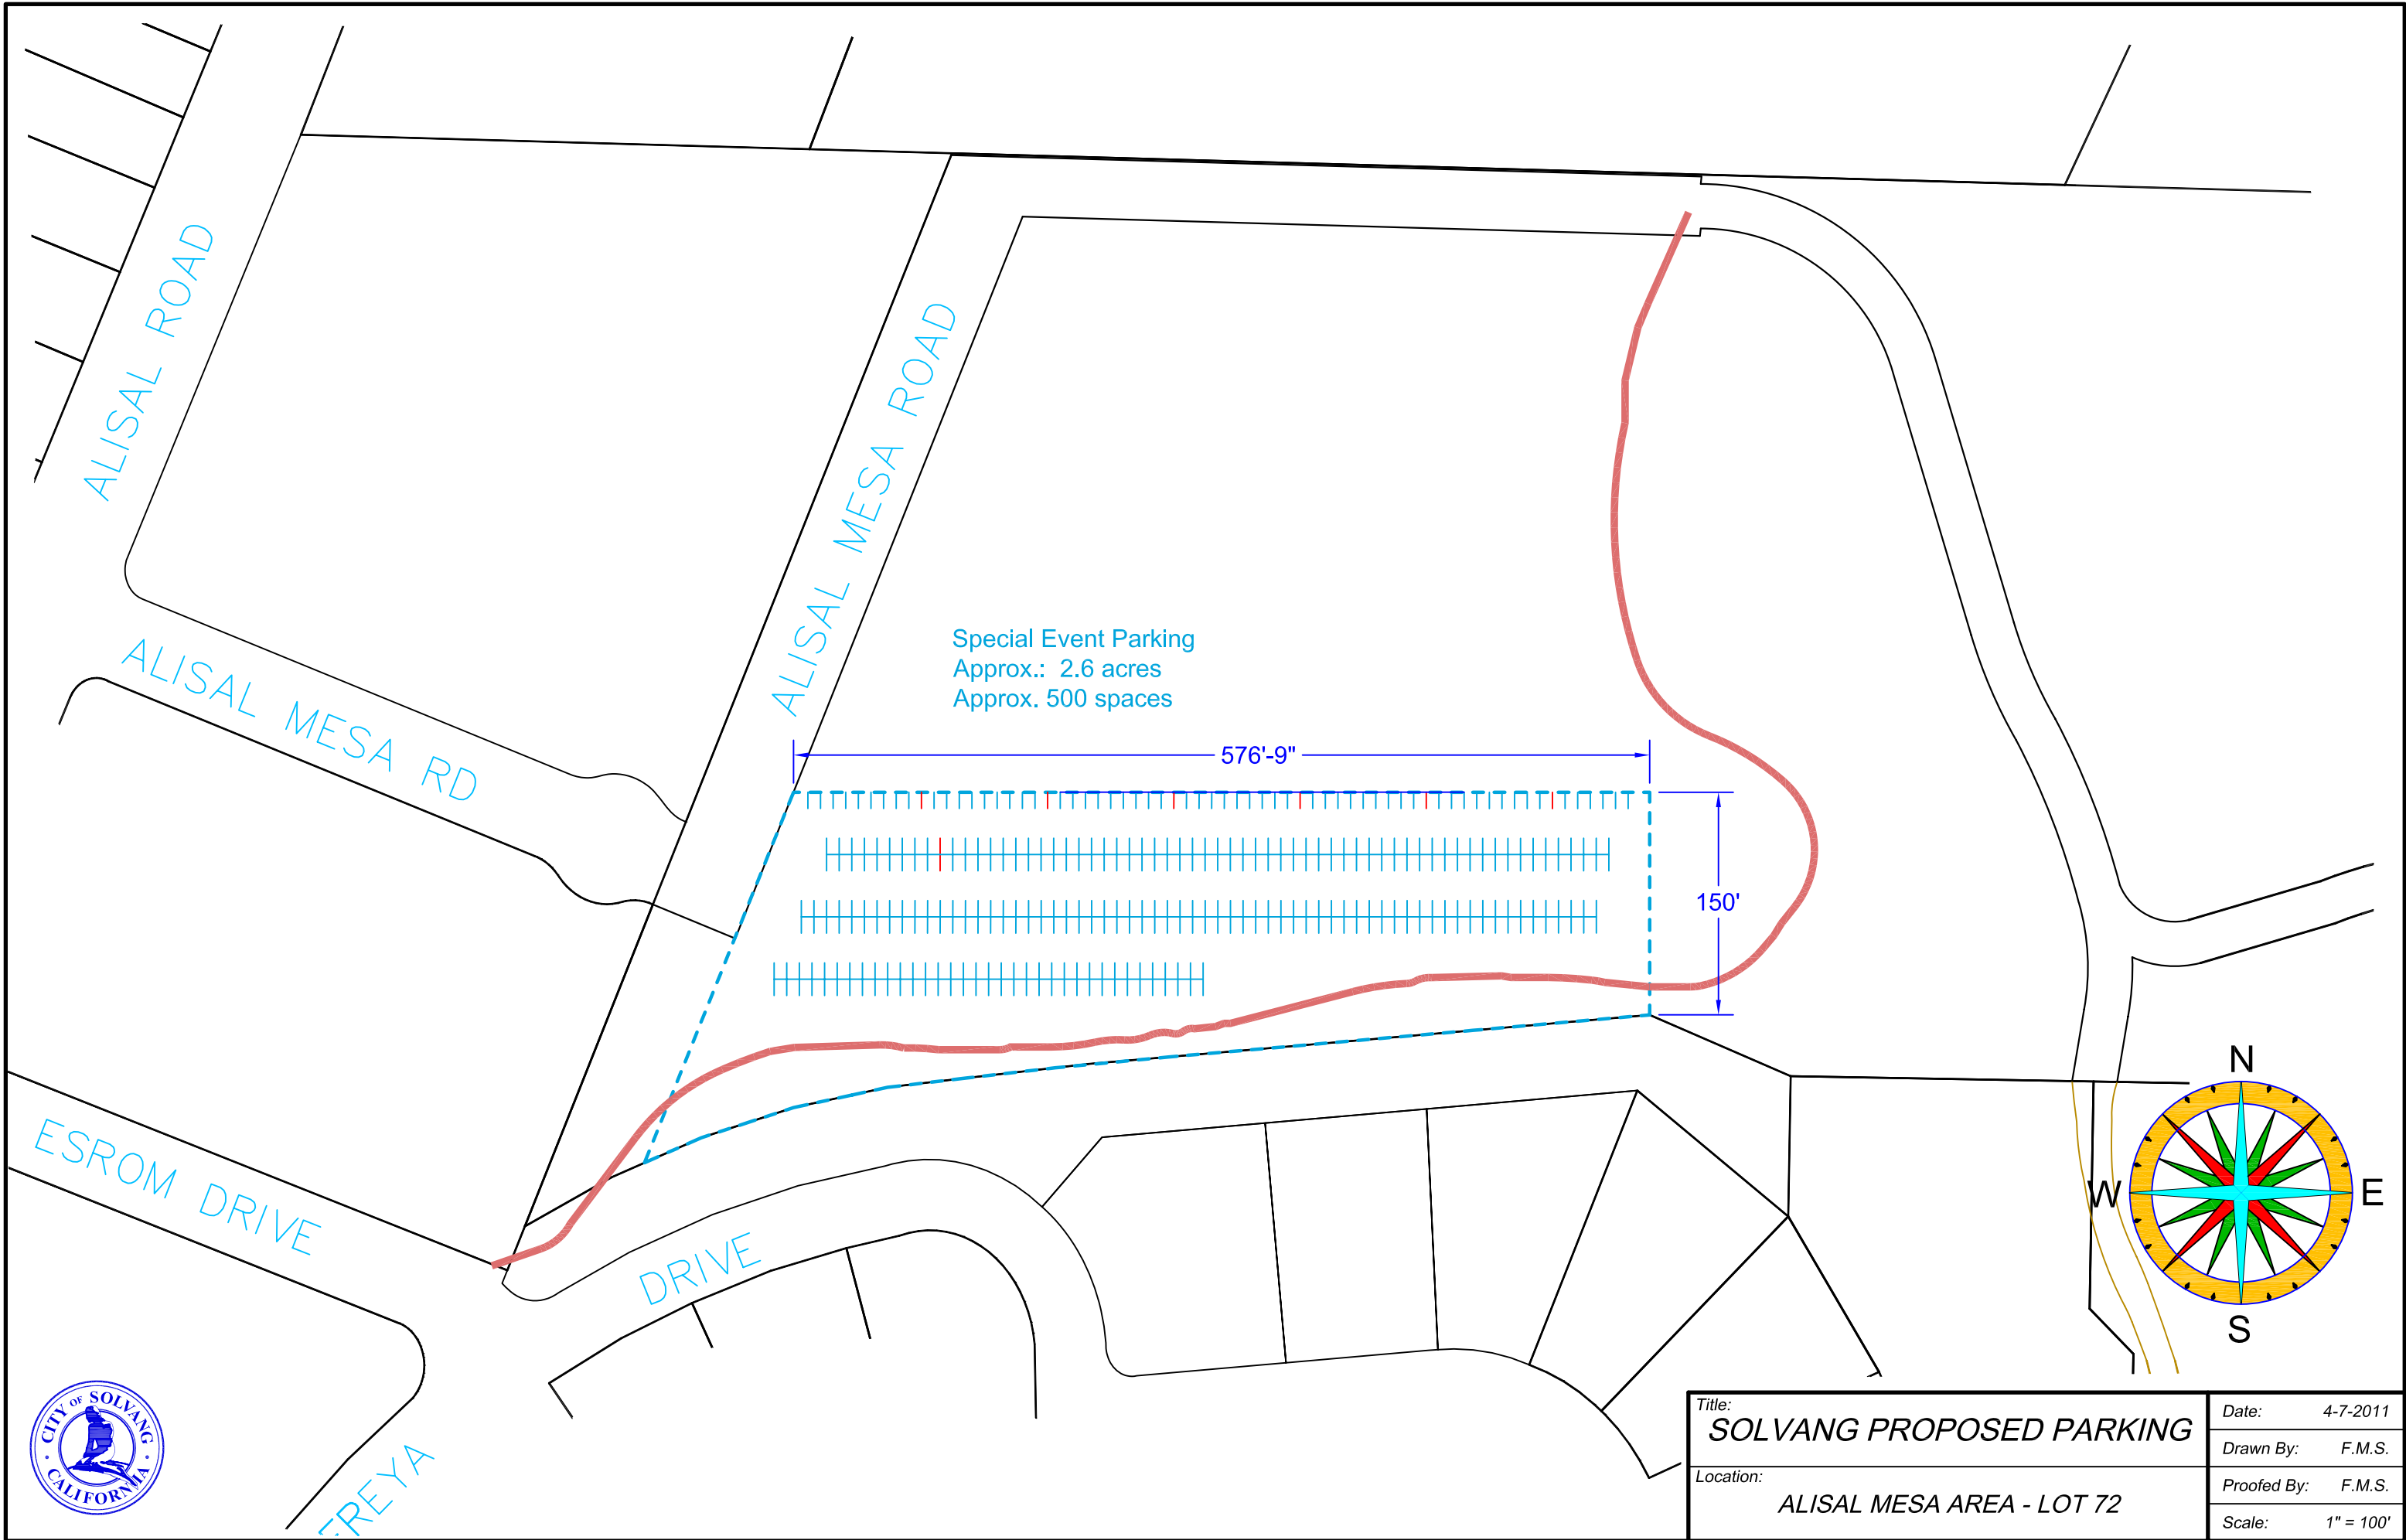 ALISAL ROAD
ALISAL MESA ROAD
ALISAL MESA RD
Special Event Parking
Approx.: 2.6 acres
Approx. 500 spaces
576'-9"
150'
ESROM DRIVE
DRIVE
FREYA
N
W
E
S
CITY OF SOLVANG
CALIFORNIA
Title:
SOLVANG PROPOSED PARKING
Location:
ALISAL MESA AREA - LOT 72
Date: 4-7-2011
Drawn By: F.M.S.
Proofed By: F.M.S.
Scale: 1" = 100'